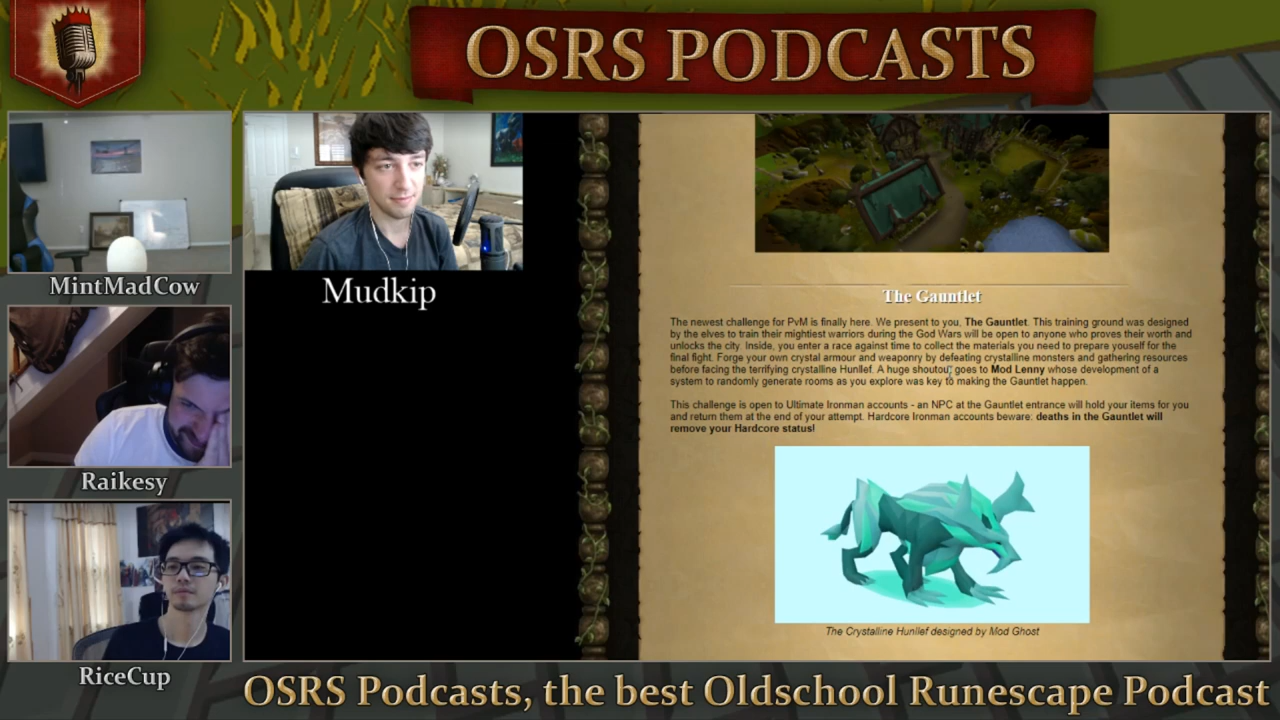 OSRS PODCASTS
MintMadCow
Raikesy
RiceCup
Mudkip
The Gauntlet
The newest challenge for PvM is finally here. We present to you, The Gauntlet. This training ground was designed
by the elves to train their mightiest warriors during the God Wars will be open to anyone who proves their worth and
unlocks the city. Inside, you enter a race against time to collect the materials you need to prepare youself for the
final fight. Forge your own crystal armour and weaponry by defeating crystalline monsters and gathering resources
before facing the terrifying crystalline Hunllef. A huge shoutout goes to Mod Lenny whose development of a
system to randomly generate rooms as you explore was key to making the Gauntlet happen.
This challenge is open to Ultimate Ironman accounts - an NPC at the Gauntlet entrance will hold your items for you
and return them at the end of your attempt. Hardcore Ironman accounts beware: deaths in the Gauntlet will
remove your Hardcore status!
The Crystalline Hunllef designed by Mod Ghost
OSRS Podcasts, the best Oldschool Runescape Podcast